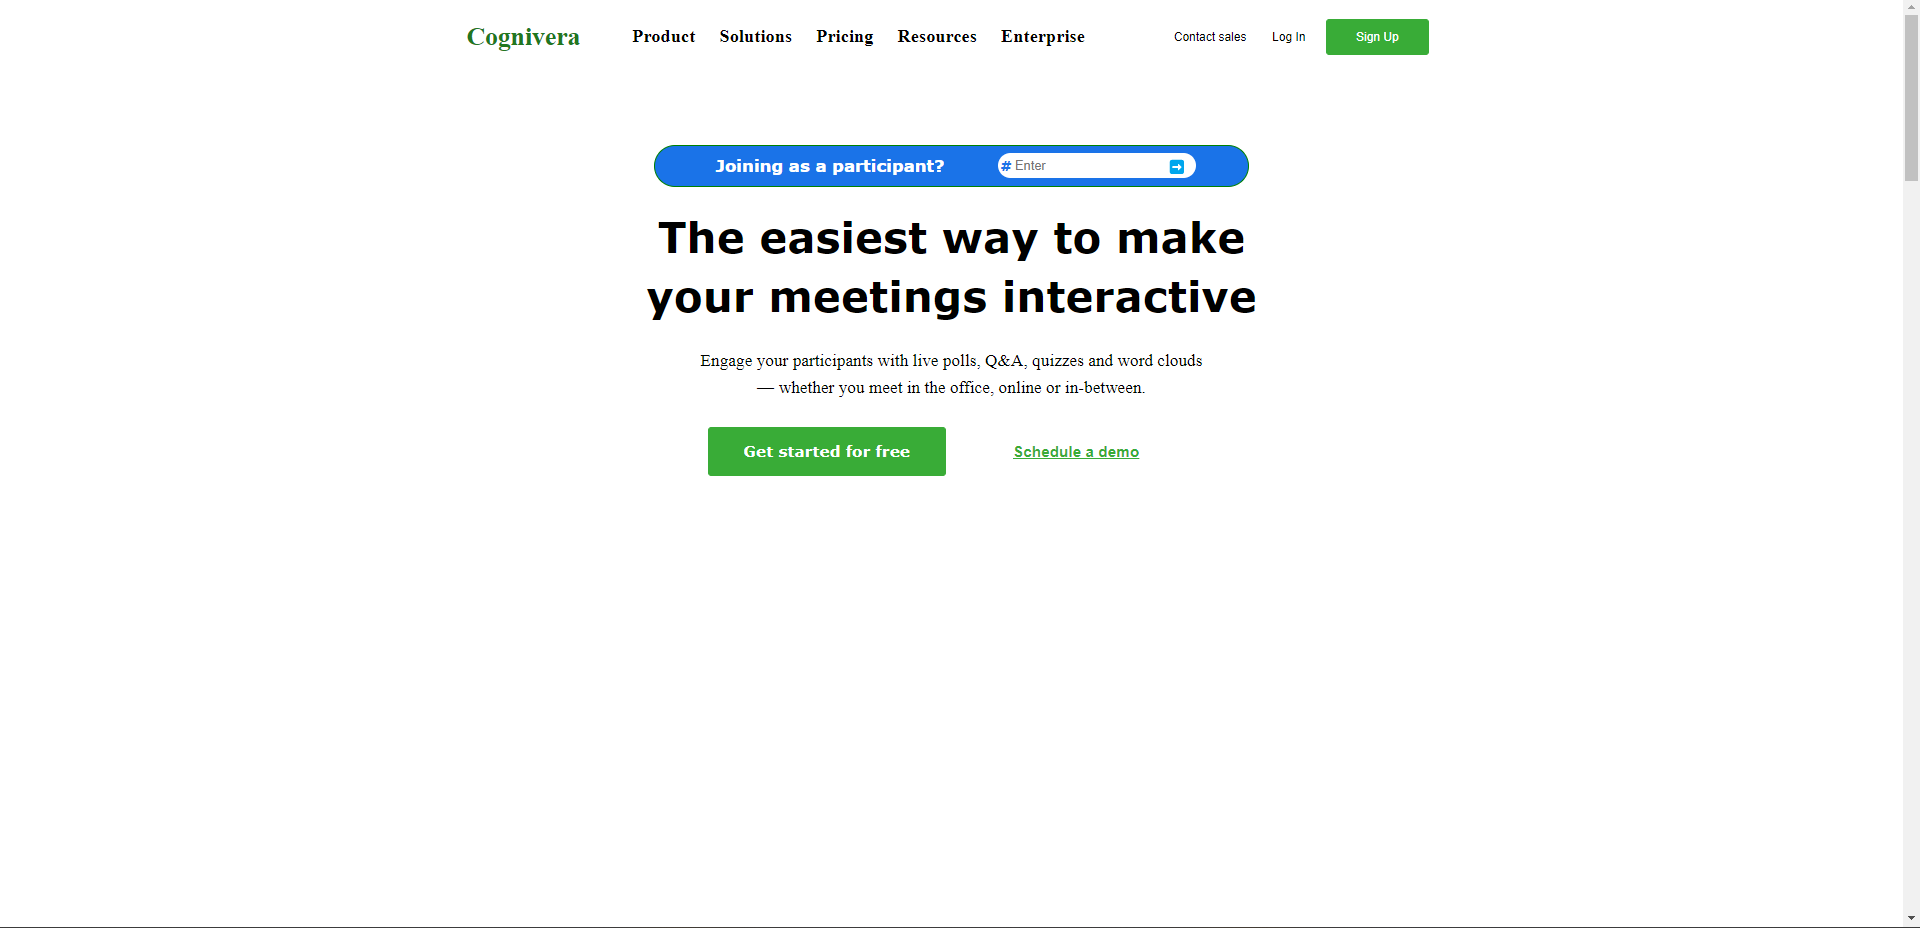 Cognivera Product Solutions Pricing Resources Enterprise Contact sales Log In Sign Up
Joining as a participant? # Enter
The easiest way to make
your meetings interactive
Engage your participants with live polls, Q&A, quizzes and word clouds
— whether you meet in the office, online or in-between.
Get started for free Schedule a demo